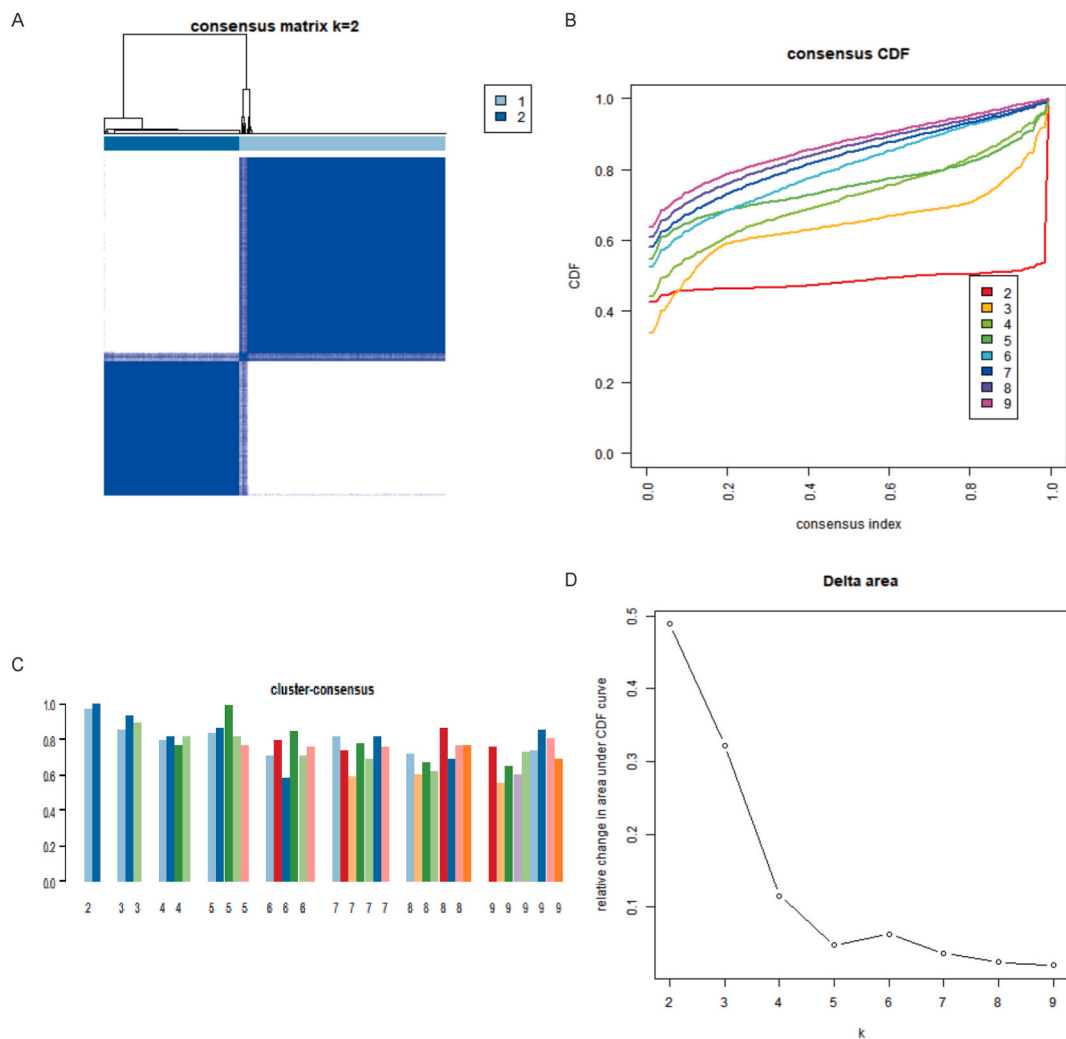 A
consensus matrix k=2
1
2
B
consensus CDF
CDF
1.0
0.8
0.6
0.4
0.2
0.0
2
3
4
5
6
7
8
9
0.0 0.2 0.4 0.6 0.8 1.0
consensus index
C
cluster-consensus
1.0
0.8
0.6
0.4
0.2
0.0
2 3 3 4 4 5 5 5 6 6 6 7 7 7 7 8 8 8 8 9 9 9 9 9
D
Delta area
relative change in area under CDF curve
0.5
0.4
0.3
0.2
0.1
2 3 4 5 6 7 8 9
k